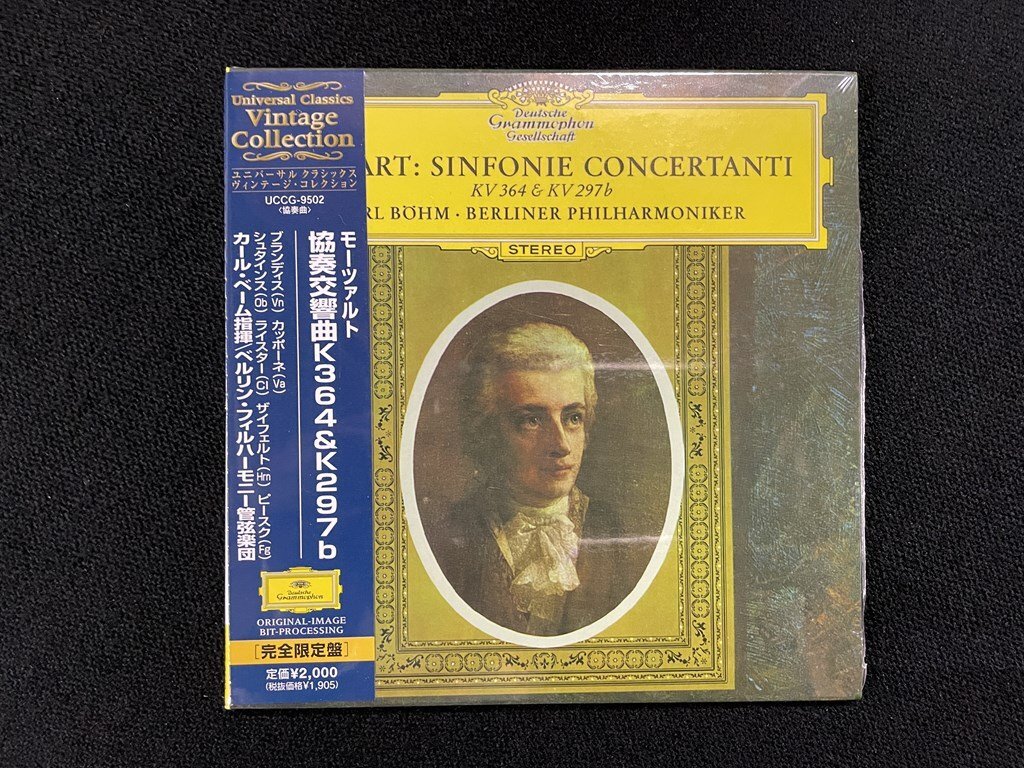 Universal Classics
Vintage
Collection
ユニバーサル クラシックス
ヴィンテージ・コレクション
UCCG-9502
〈協奏曲〉
モーツァルト
協奏交響曲K364&K297b
ブランディス(Vn) カッポーネ(Va)
シュタインス(Ob) ライスター(Cl) ザイフェルト(Hrn) ピースク(Fg)
カール・ベーム指揮/ベルリン・フィルハーモニー管弦楽団
Deutsche
Grammophon
ORIGINAL-IMAGE
BIT-PROCESSING
[完全限定盤]
定価¥2,000
(税抜価格¥1,905)
Deutsche
Grammophon
Gesellschaft
ART: SINFONIE CONCERTANTI
KV 364 & KV 297b
RL BÖHM · BERLINER PHILHARMONIKER
STEREO